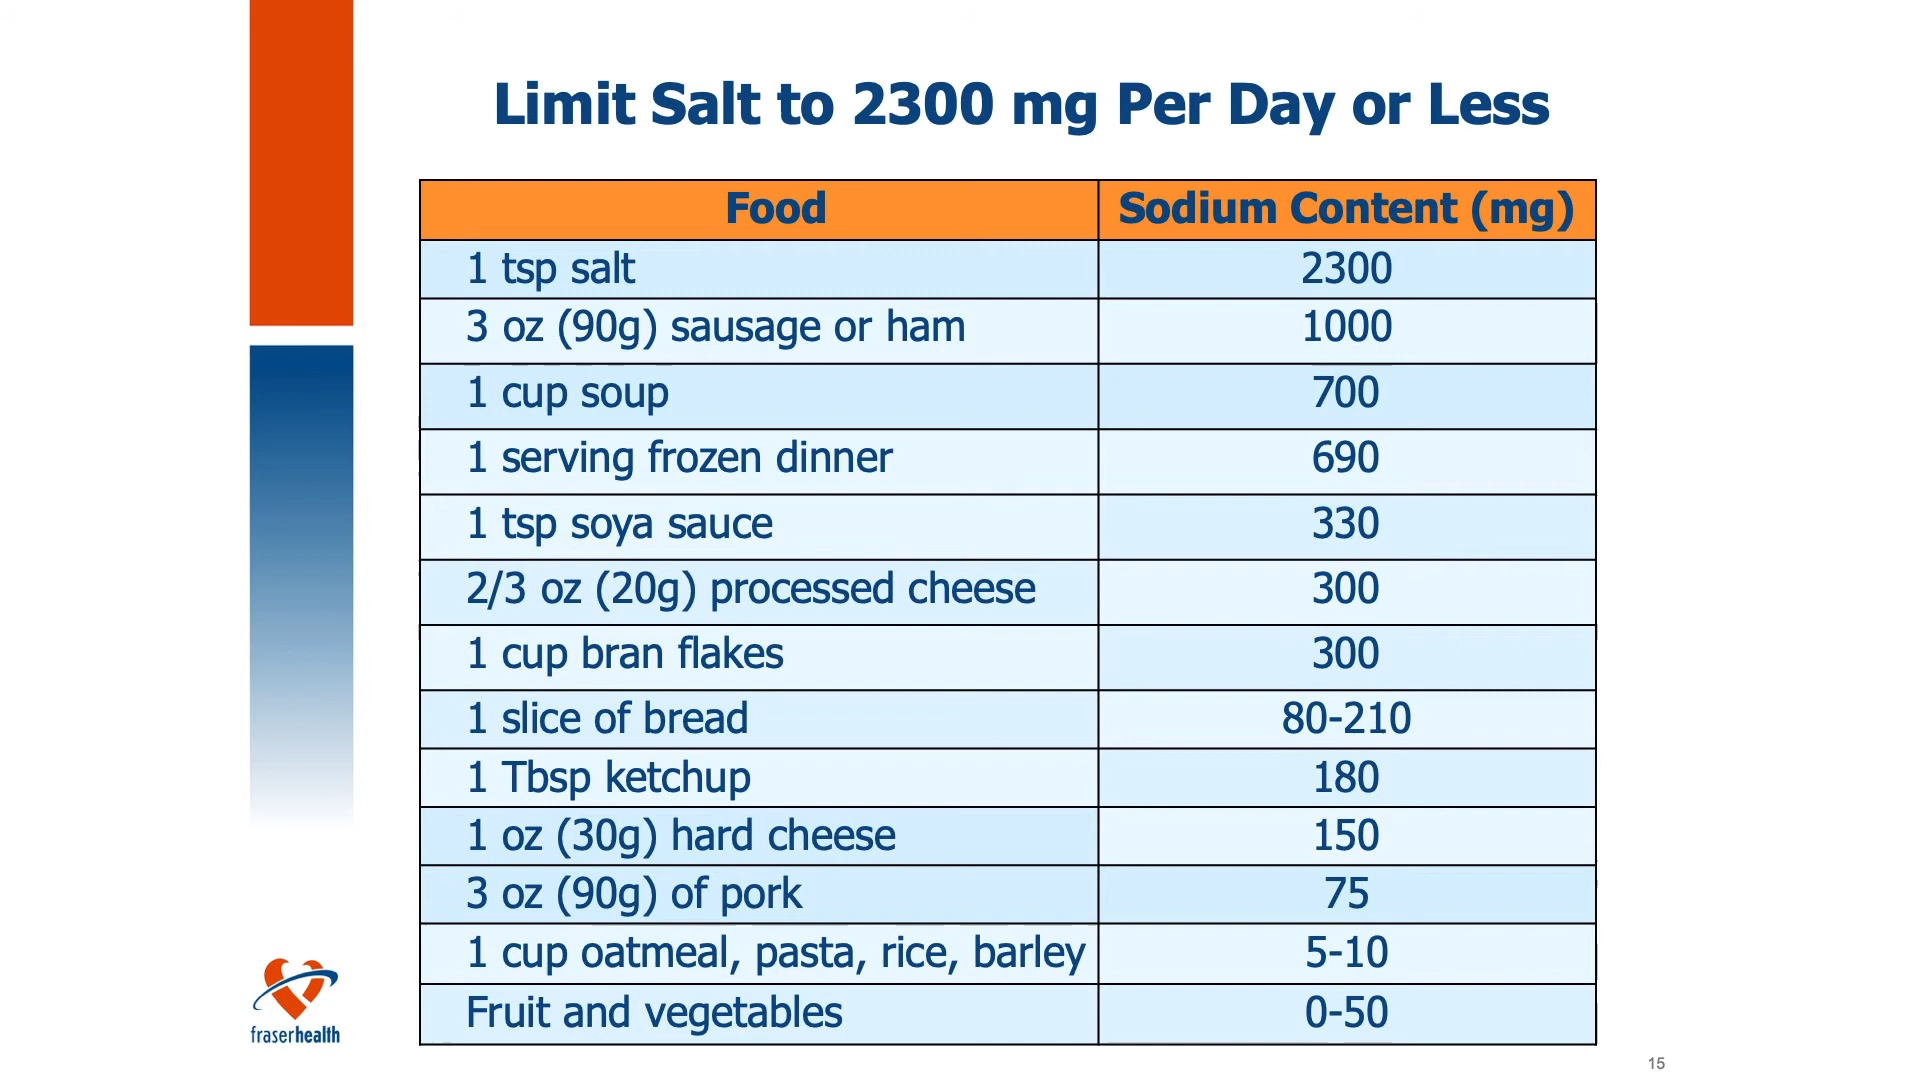 Limit Salt to 2300 mg Per Day or Less
Food Sodium Content (mg)
1 tsp salt 2300
3 oz (90g) sausage or ham 1000
1 cup soup 700
1 serving frozen dinner 690
1 tsp soya sauce 330
2/3 oz (20g) processed cheese 300
1 cup bran flakes 300
1 slice of bread 80-210
1 Tbsp ketchup 180
1 oz (30g) hard cheese 150
3 oz (90g) of pork 75
1 cup oatmeal, pasta, rice, barley 5-10
Fruit and vegetables 0-50
fraserhealth
15